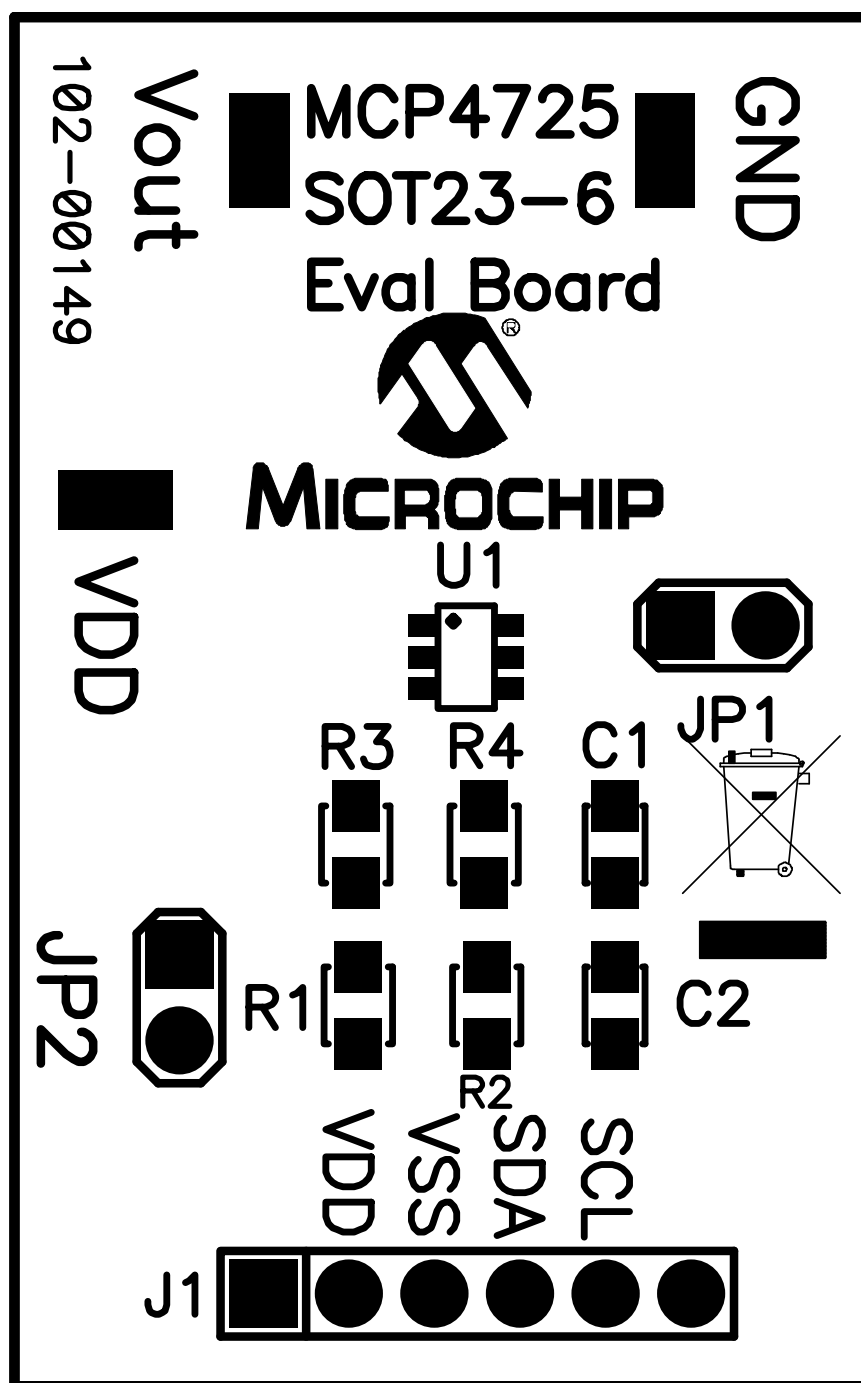 102-00149
Vout
MCP4725
SOT23-6
Eval Board
GND
®
MICROCHIP
VDD
U1
JP1
R3
R4
C1
JP2
R1
R2
C2
VDD
VSS
SDA
SCL
J1